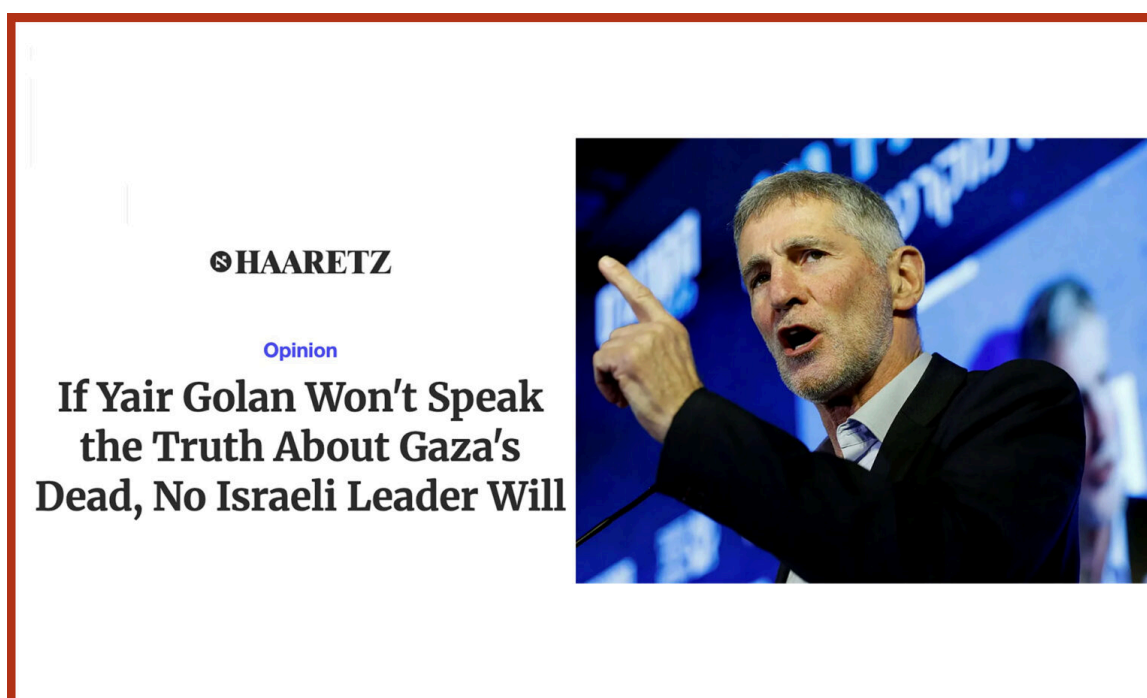 HAARETZ
Opinion
If Yair Golan Won't Speak
the Truth About Gaza's
Dead, No Israeli Leader Will